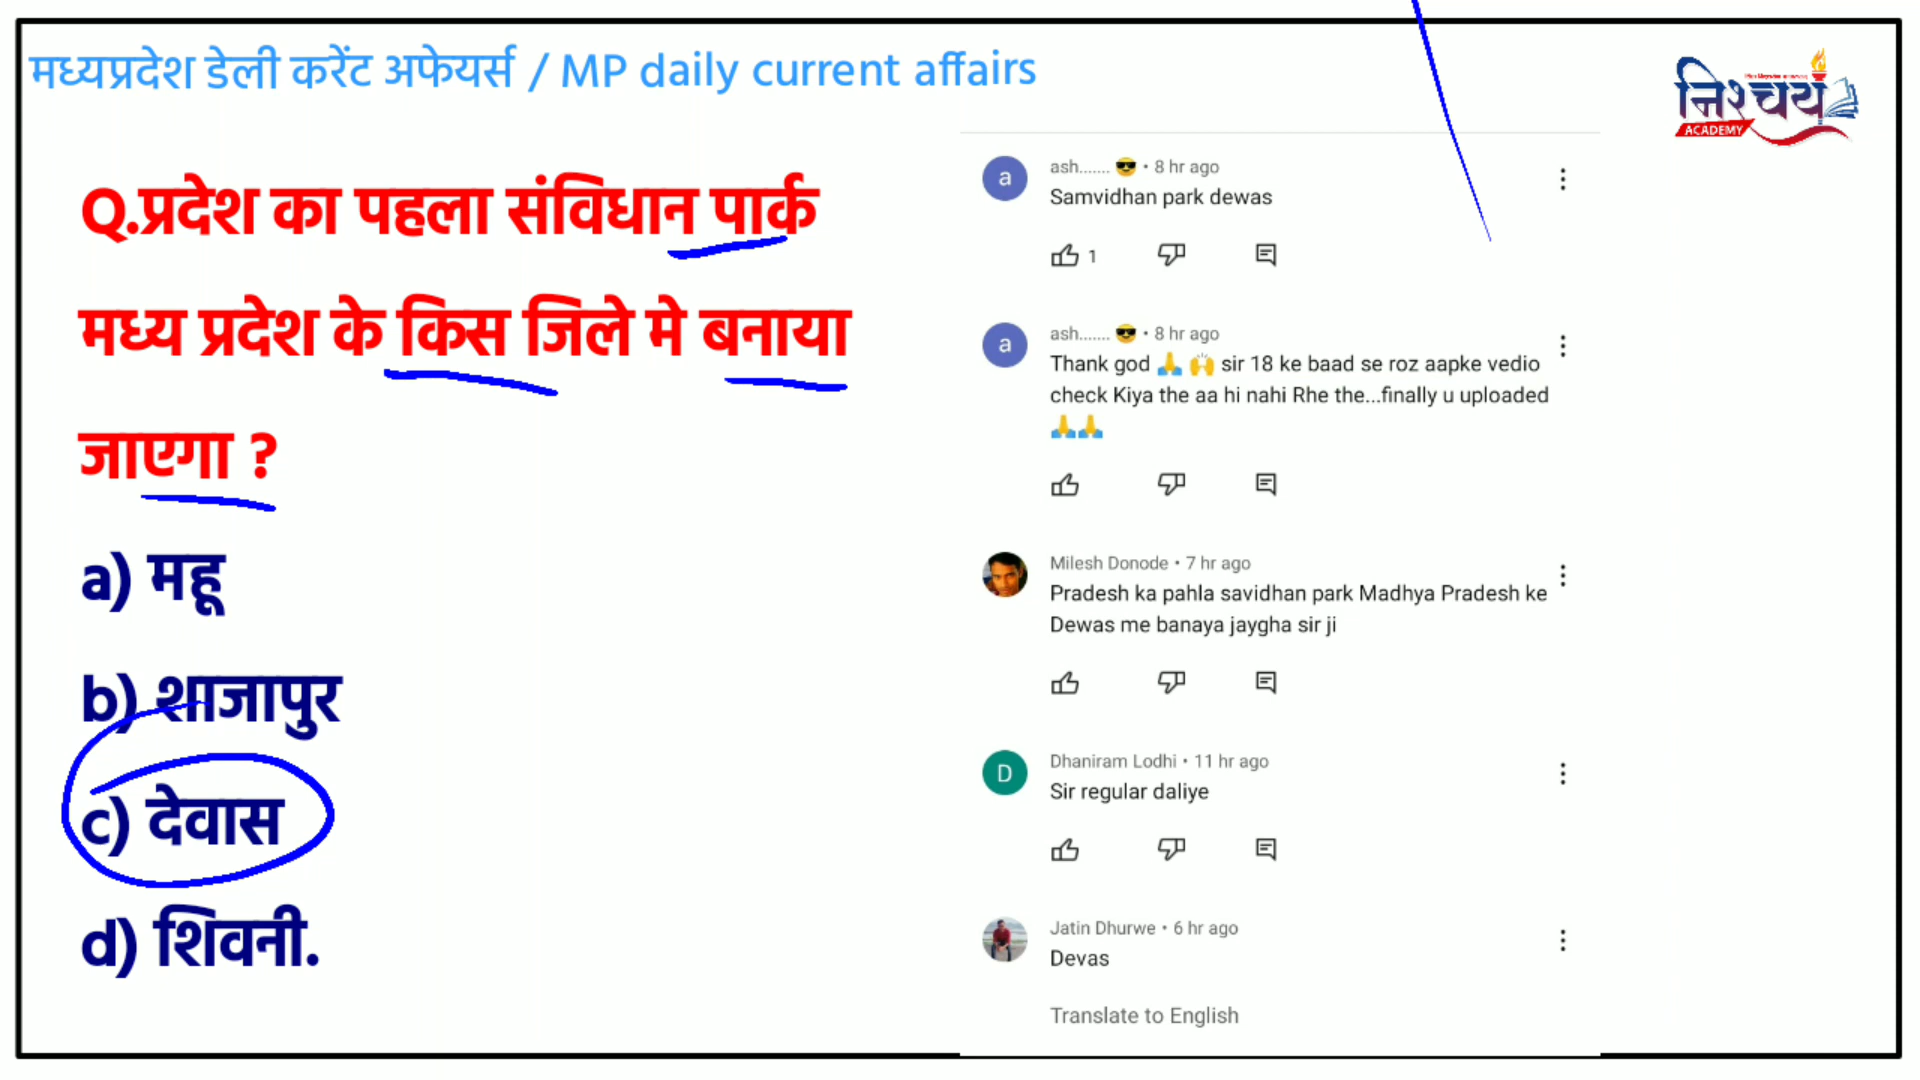 मध्यप्रदेश डेली करेंट अफेयर्स / MP daily current affairs
निश्चय
ACADEMY
Q.प्रदेश का पहला संविधान पार्क
मध्य प्रदेश के किस जिले मे बनाया
जाएगा ?
a) महू
b) शाजापुर
c) देवास
d) शिवनी.
a
ash....... 😎 • 8 hr ago
Samvidhan park dewas
1
a
ash....... 😎 • 8 hr ago
Thank god 🙏 🙌 sir 18 ke baad se roz aapke vedio
check Kiya the aa hi nahi Rhe the...finally u uploaded
🙏🙏
Milesh Donode • 7 hr ago
Pradesh ka pahla savidhan park Madhya Pradesh ke
Dewas me banaya jaygha sir ji
D
Dhaniram Lodhi • 11 hr ago
Sir regular daliye
Jatin Dhurwe • 6 hr ago
Devas
Translate to English